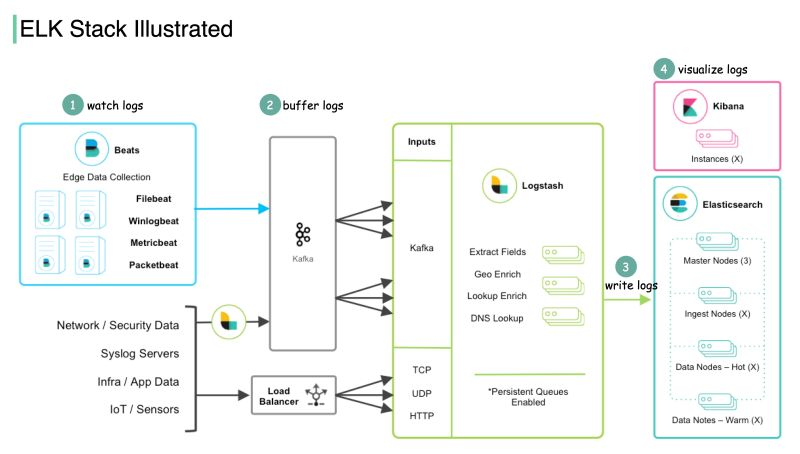 ELK Stack Illustrated
1 watch logs
Beats
Edge Data Collection
Filebeat
Winlogbeat
Metricbeat
Packetbeat
Network / Security Data
Syslog Servers
Infra / App Data
IoT / Sensors
2 buffer logs
Kafka
Load
Balancer
Inputs
Kafka
TCP
UDP
HTTP
Logstash
Extract Fields
Geo Enrich
Lookup Enrich
DNS Lookup
*Persistent Queues
Enabled
3
write logs
4 visualize logs
Kibana
Instances (X)
Elasticsearch
Master Nodes (3)
Ingest Nodes (X)
Data Nodes – Hot (X)
Data Notes – Warm (X)